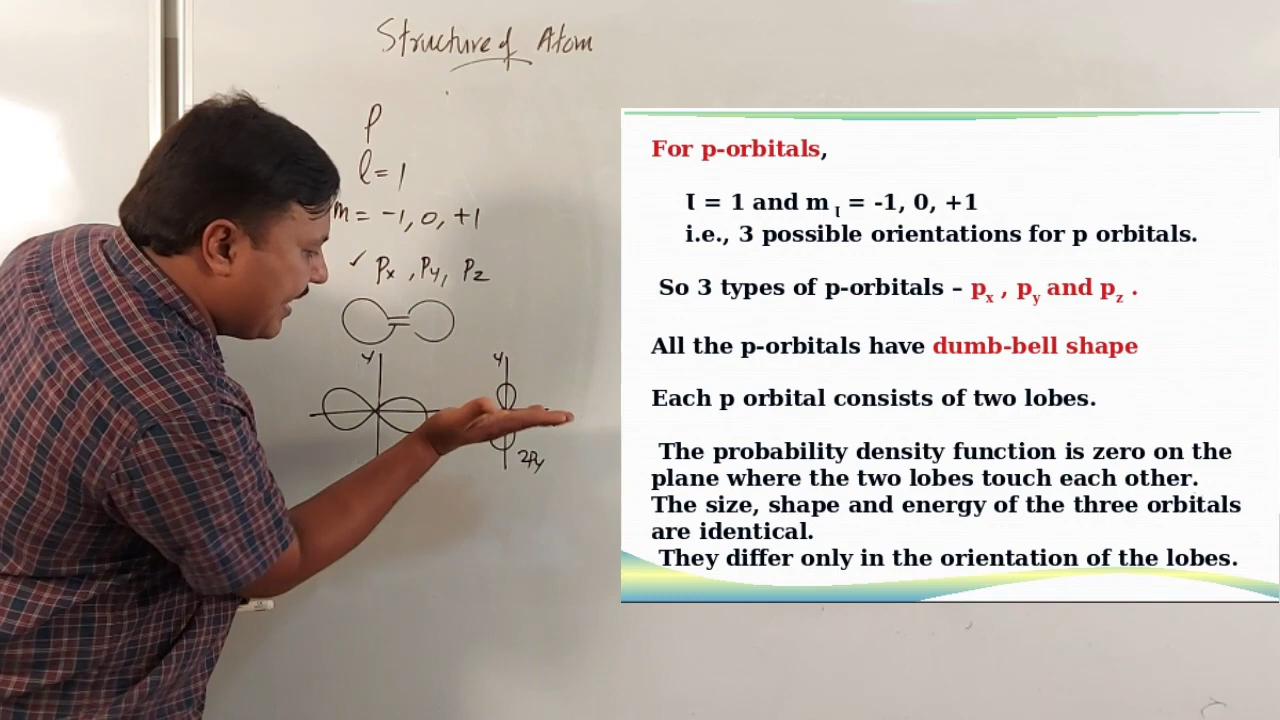 Structure of Atom
p
l = 1
m = -1, 0, +1
✓ Px , Py, Pz
y
y
2Py
For p-orbitals,
l = 1 and m l = -1, 0, +1
i.e., 3 possible orientations for p orbitals.
So 3 types of p-orbitals – px , py and pz .
All the p-orbitals have dumb-bell shape
Each p orbital consists of two lobes.
The probability density function is zero on the
plane where the two lobes touch each other.
The size, shape and energy of the three orbitals
are identical.
They differ only in the orientation of the lobes.